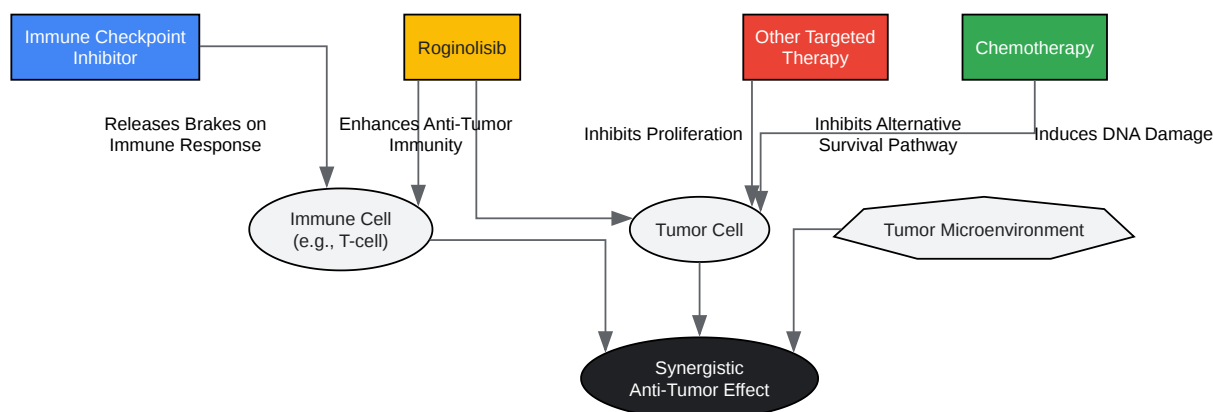 Immune Checkpoint
Inhibitor
Roginolisib
Other Targeted
Therapy
Chemotherapy
Releases Brakes on
Immune Response
Enhances Anti-Tumor
Immunity
Inhibits Proliferation
Inhibits Alternative
Survival Pathway
Induces DNA Damage
Immune Cell
(e.g., T-cell)
Tumor Cell
Tumor Microenvironment
Synergistic
Anti-Tumor Effect